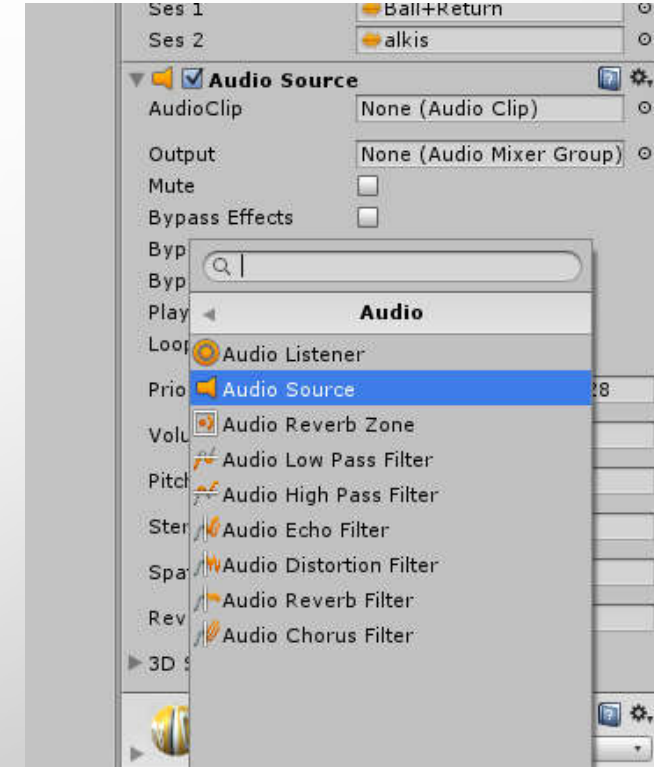 Ses 1 Ball+Return
Ses 2 alkis
Audio Source
AudioClip None (Audio Clip)
Output None (Audio Mixer Group)
Mute
Bypass Effects
Byp
Byp
Play
Loop
Prio 28
Volu
Pitch
Ster
Spa
Rev
3D S
Audio
Audio Listener
Audio Source
Audio Reverb Zone
Audio Low Pass Filter
Audio High Pass Filter
Audio Echo Filter
Audio Distortion Filter
Audio Reverb Filter
Audio Chorus Filter